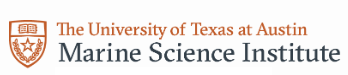 The University of Texas at Austin
Marine Science Institute